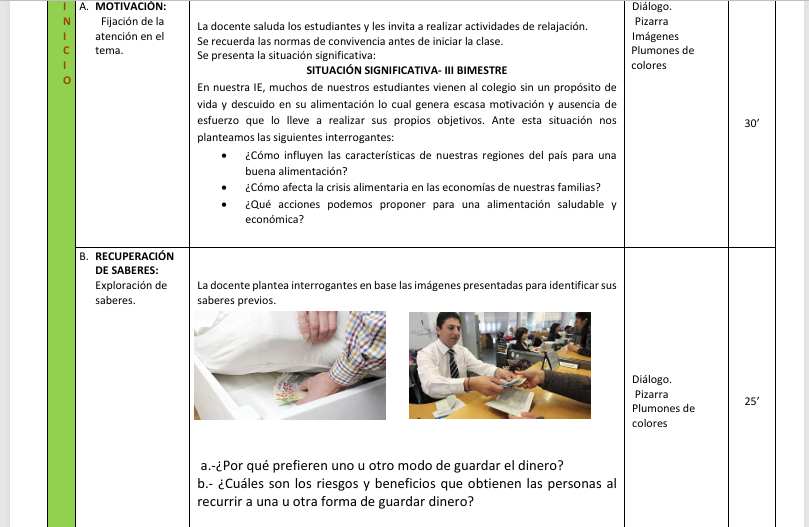 I
N
I
C
I
O
A. MOTIVACIÓN:
Fijación de la
atención en el
tema.
La docente saluda los estudiantes y les invita a realizar actividades de relajación.
Se recuerda las normas de convivencia antes de iniciar la clase.
Se presenta la situación significativa:
SITUACIÓN SIGNIFICATIVA- III BIMESTRE
En nuestra IE, muchos de nuestros estudiantes vienen al colegio sin un propósito de
vida y descuido en su alimentación lo cual genera escasa motivación y ausencia de
esfuerzo que lo lleve a realizar sus propios objetivos. Ante esta situación nos
planteamos las siguientes interrogantes:
• ¿Cómo influyen las características de nuestras regiones del país para una
buena alimentación?
• ¿Cómo afecta la crisis alimentaria en las economías de nuestras familias?
• ¿Qué acciones podemos proponer para una alimentación saludable y
económica?
Diálogo.
Pizarra
Imágenes
Plumones de
colores
30’
B. RECUPERACIÓN
DE SABERES:
Exploración de
saberes.
La docente plantea interrogantes en base las imágenes presentadas para identificar sus
saberes previos.
a.-¿Por qué prefieren uno u otro modo de guardar el dinero?
b.- ¿Cuáles son los riesgos y beneficios que obtienen las personas al
recurrir a una u otra forma de guardar dinero?
Diálogo.
Pizarra
Plumones de
colores
25’